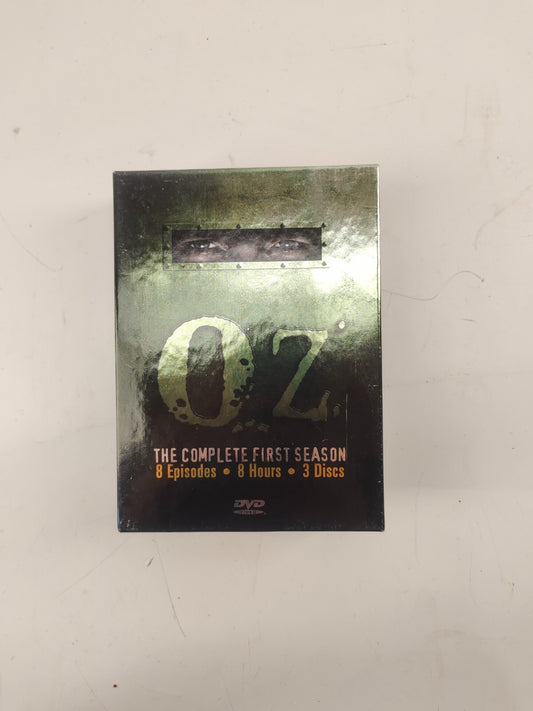 OZ
THE COMPLETE FIRST SEASON
8 Episodes • 8 Hours • 3 Discs
DVD